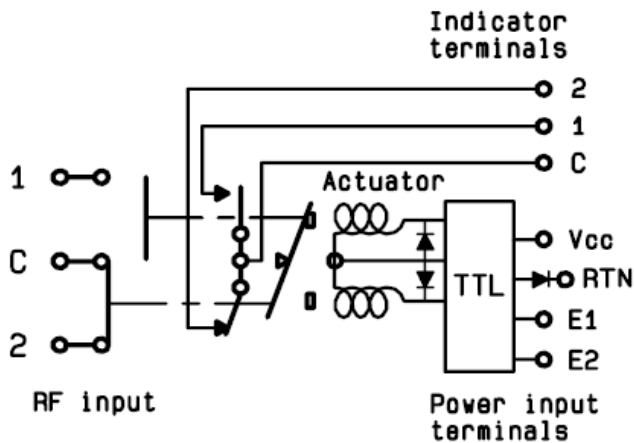 Indicator
terminals
2
1
C
1
C
2
Actuator
TTL
Vcc
RTN
E1
E2
RF input
Power input
terminals